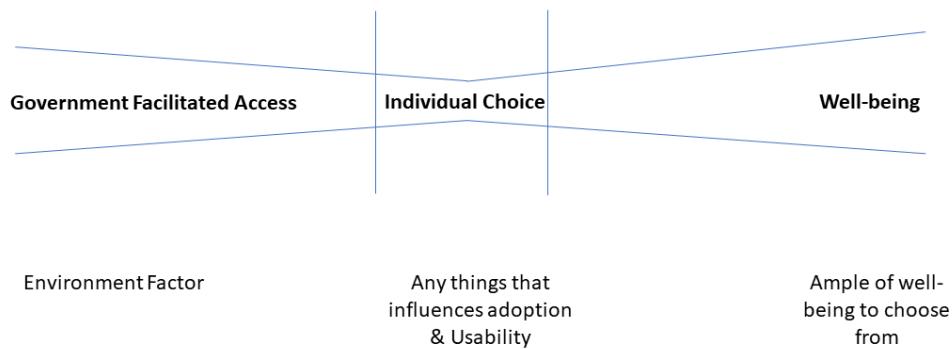 Government Facilitated Access
Individual Choice
Well-being
Environment Factor
Any things that
influences adoption
& Usability
Ample of well-
being to choose
from